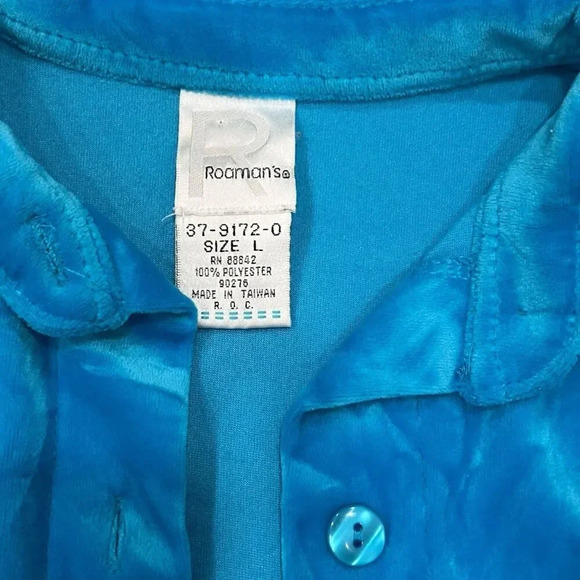 R
Roaman's®
37-9172-0
SIZE L
RN 88842
100% POLYESTER
90276
MADE IN TAIWAN
R. O. C.